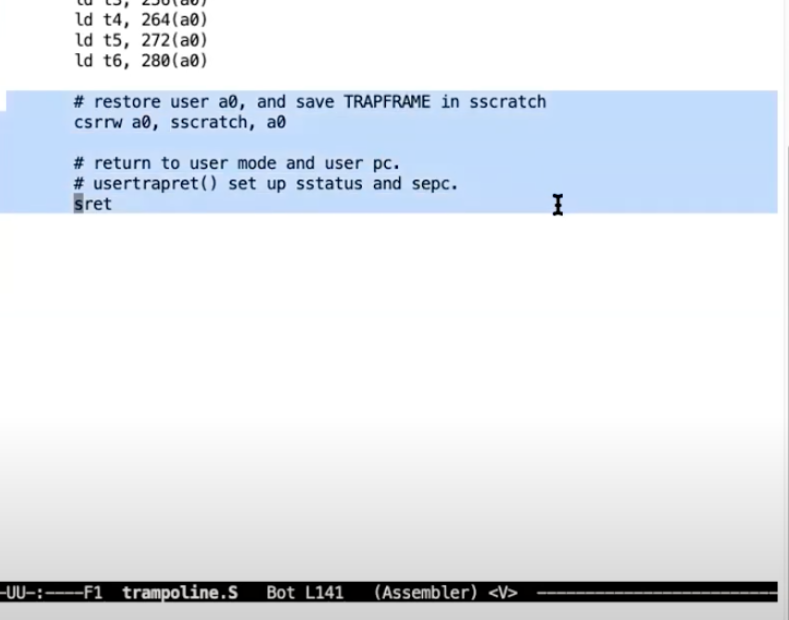 ld t3, 256(a0)
ld t4, 264(a0)
ld t5, 272(a0)
ld t6, 280(a0)
# restore user a0, and save TRAPFRAME in sscratch
csrrw a0, sscratch, a0
# return to user mode and user pc.
# usertrapret() set up sstatus and sepc.
sret
-UU-:----F1 trampoline.S Bot L141 (Assembler) <V> ----------------------------